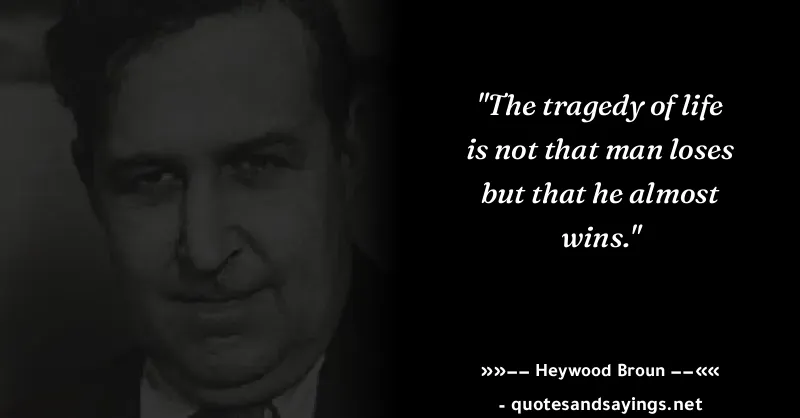 "The tragedy of life
is not that man loses
but that he almost
wins."
»»−− Heywood Broun −−««
- quotesandsayings.net